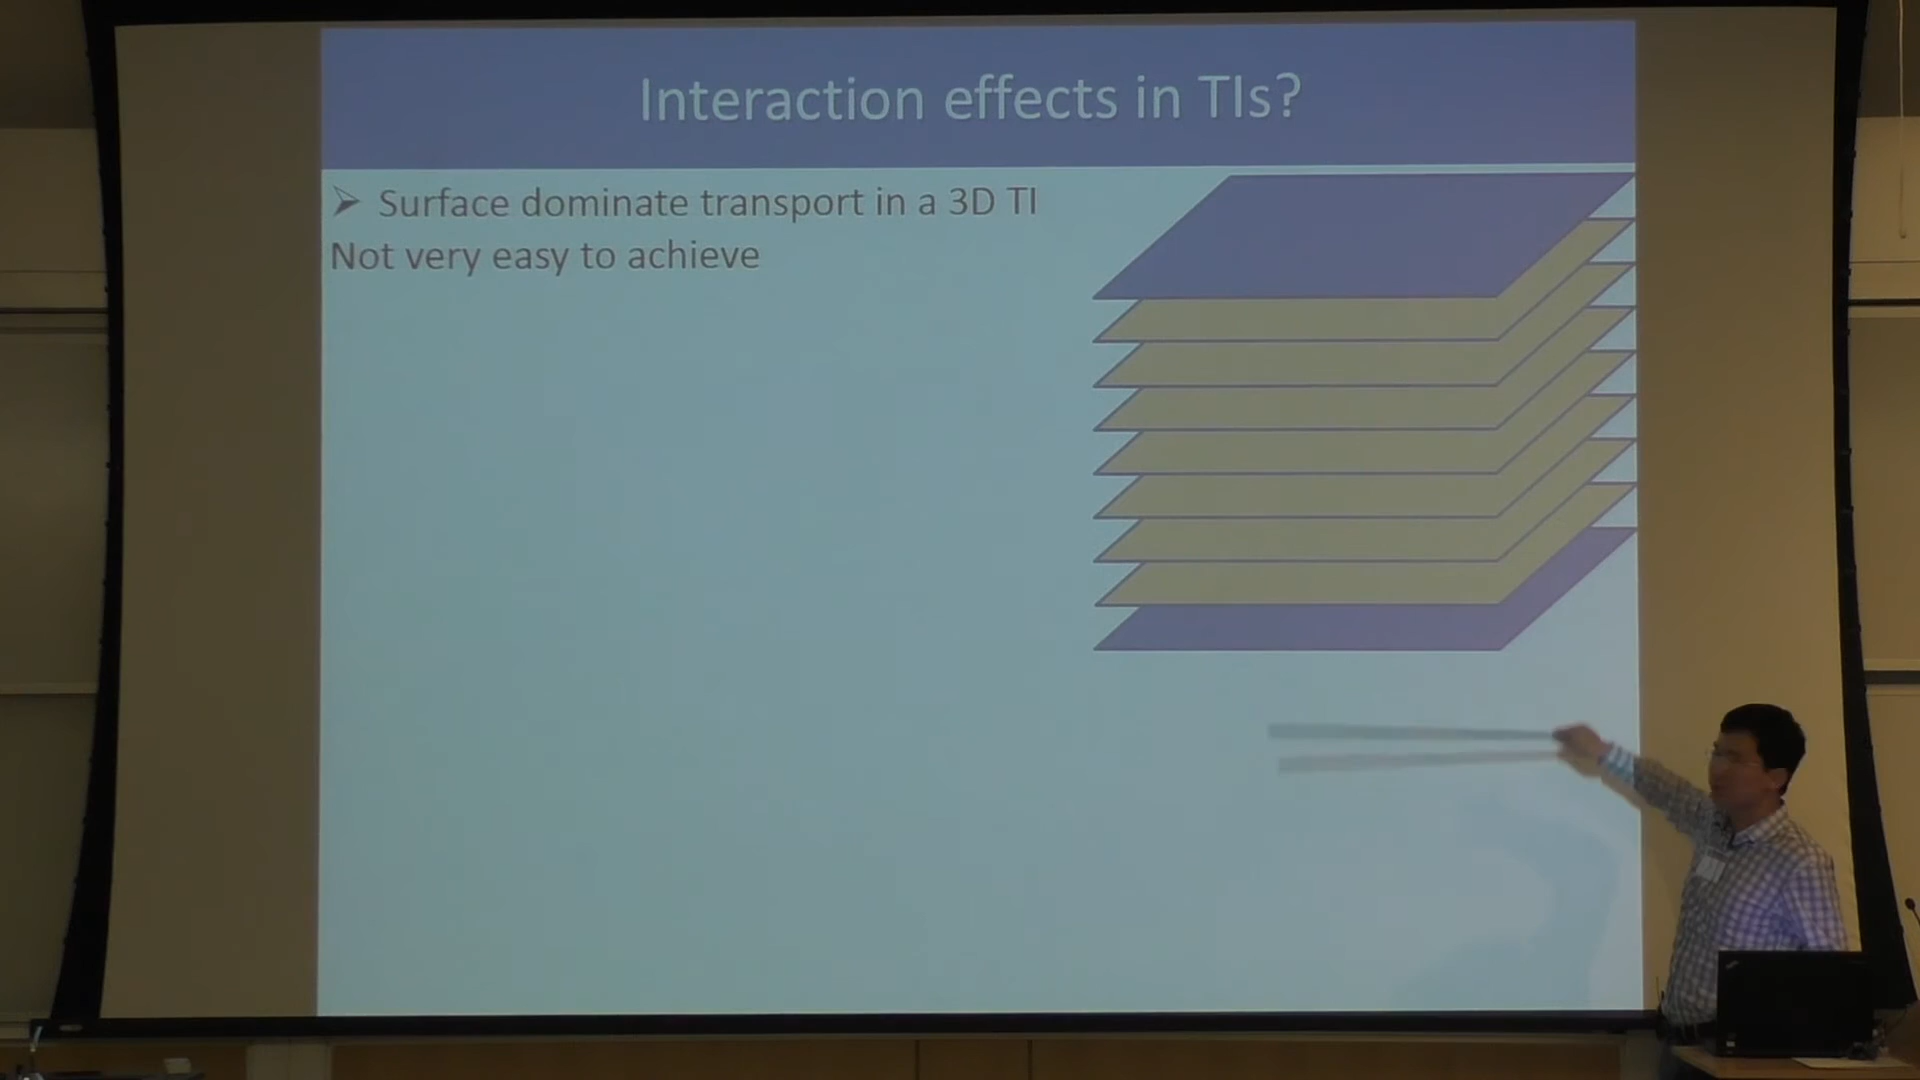 Interaction effects in TIs?
➢ Surface dominate transport in a 3D TI
Not very easy to achieve